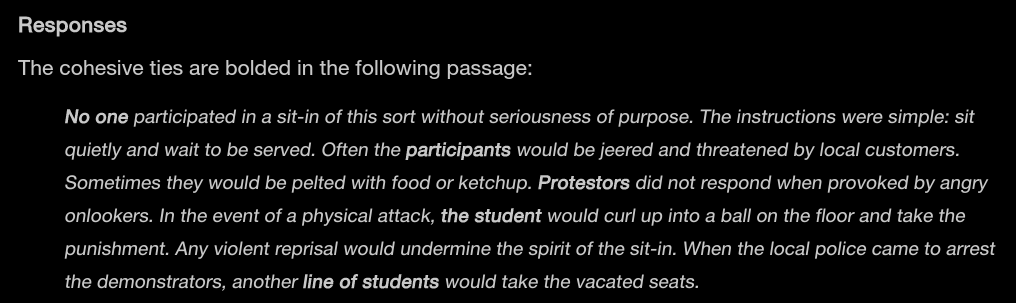 Responses
The cohesive ties are bolded in the following passage:
No one participated in a sit-in of this sort without seriousness of purpose. The instructions were simple: sit
quietly and wait to be served. Often the participants would be jeered and threatened by local customers.
Sometimes they would be pelted with food or ketchup. Protestors did not respond when provoked by angry
onlookers. In the event of a physical attack, the student would curl up into a ball on the floor and take the
punishment. Any violent reprisal would undermine the spirit of the sit-in. When the local police came to arrest
the demonstrators, another line of students would take the vacated seats.